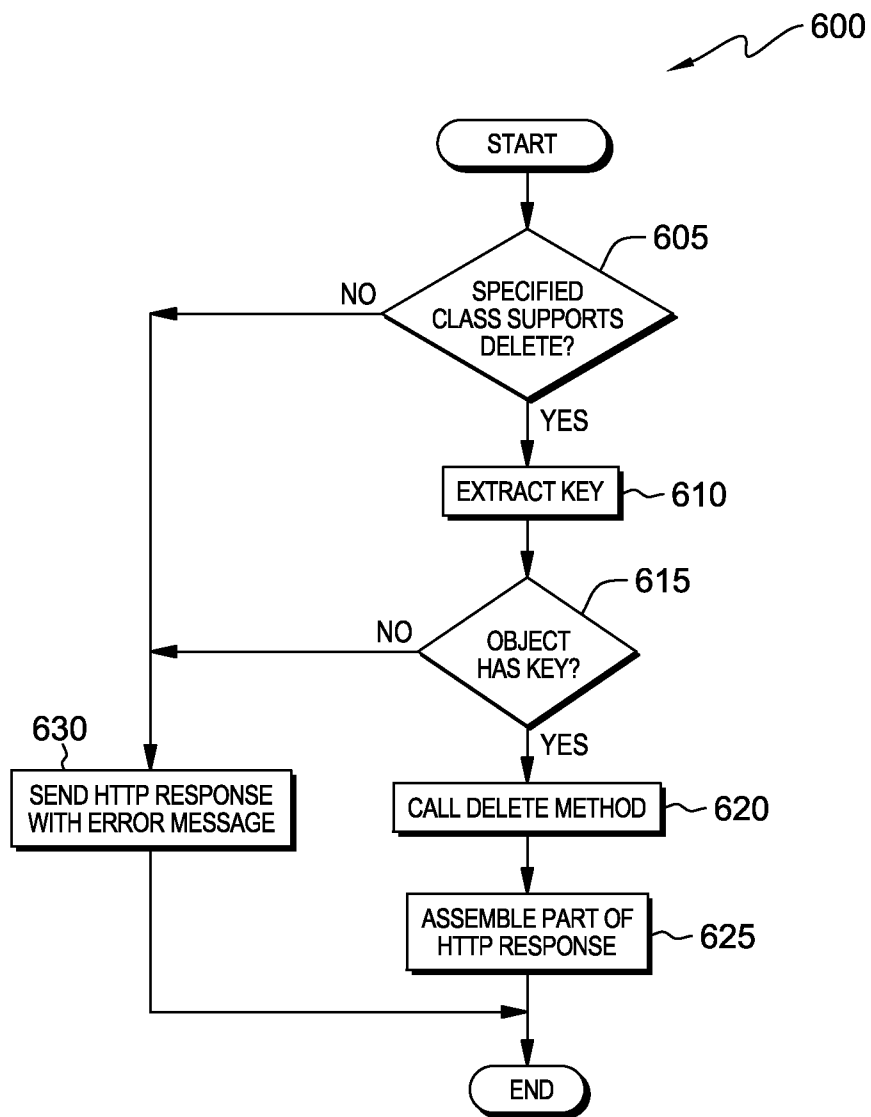 600
START
605
NO
SPECIFIED
CLASS SUPPORTS
DELETE?
YES
EXTRACT KEY
610
615
NO
OBJECT
HAS KEY?
YES
630
SEND HTTP RESPONSE
WITH ERROR MESSAGE
CALL DELETE METHOD
620
ASSEMBLE PART OF
HTTP RESPONSE
625
END